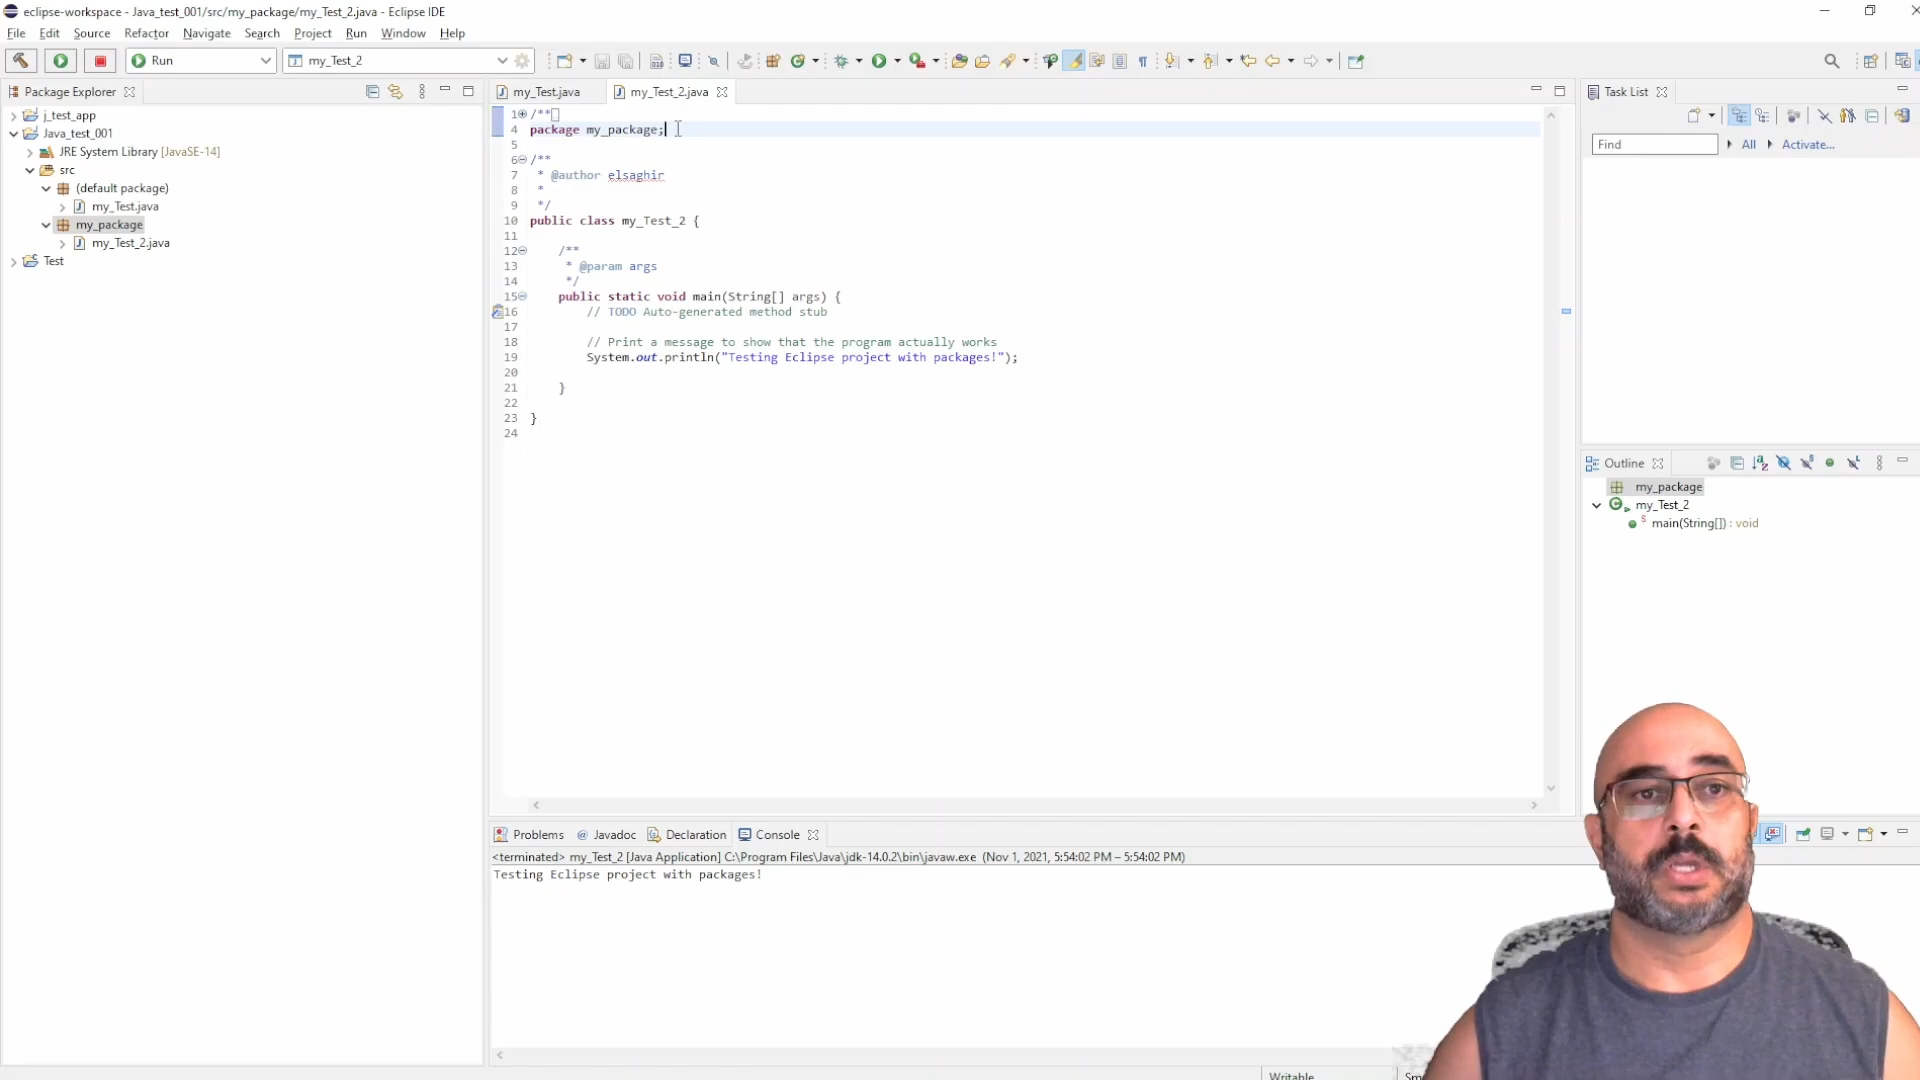 eclipse-workspace - Java_test_001/src/my_package/my_Test_2.java - Eclipse IDE
File Edit Source Refactor Navigate Search Project Run Window Help
Run my_Test_2
Package Explorer
j_test_app
Java_test_001
JRE System Library [JavaSE-14]
src
(default package)
my_Test.java
my_package
my_Test_2.java
Test
my_Test.java my_Test_2.java
1 /**
4 package my_package;
5
6 /**
7 * @author elsaghir
8 *
9 */
10 public class my_Test_2 {
11
12 /**
13 * @param args
14 */
15 public static void main(String[] args) {
16 // TODO Auto-generated method stub
17
18 // Print a message to show that the program actually works
19 System.out.println("Testing Eclipse project with packages!");
20
21 }
22
23 }
24
Task List
Find All Activate...
Outline
my_package
my_Test_2
main(String[]) : void
Problems @ Javadoc Declaration Console
<terminated> my_Test_2 [Java Application] C:\Program Files\Java\jdk-14.0.2\bin\javaw.exe (Nov 1, 2021, 5:54:02 PM – 5:54:02 PM)
Testing Eclipse project with packages!
Writable